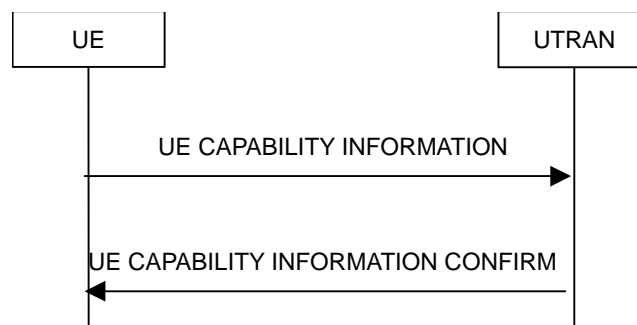 UE
UTRAN
UE CAPABILITY INFORMATION
UE CAPABILITY INFORMATION CONFIRM